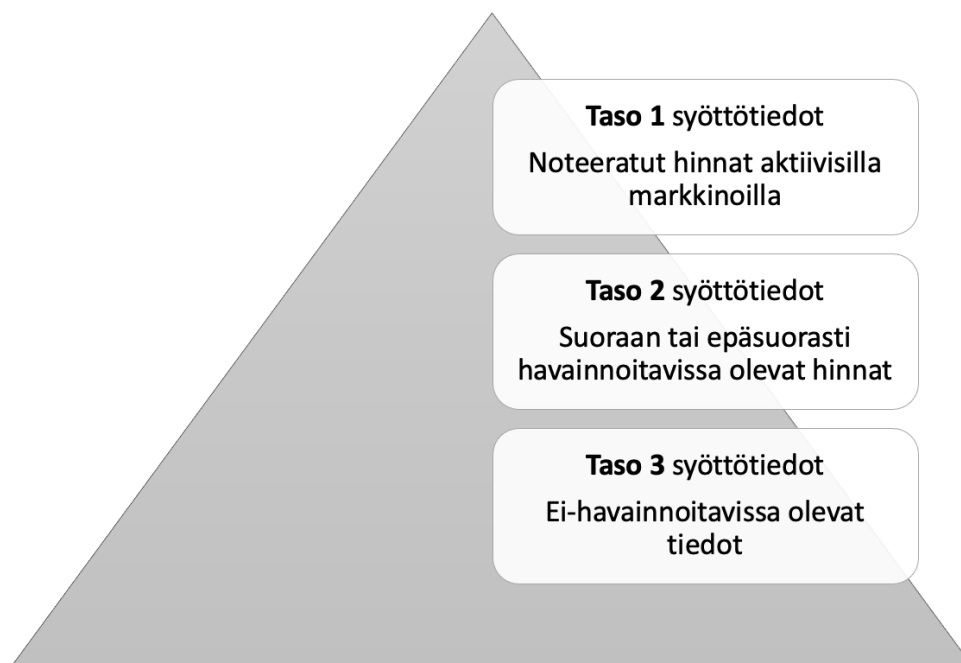 Taso 1 syöttötiedot
Noteeratut hinnat aktiivisilla
markkinoilla
Taso 2 syöttötiedot
Suoraan tai epäsuorasti
havainnoitavissa olevat hinnat
Taso 3 syöttötiedot
Ei-havainnoitavissa olevat
tiedot